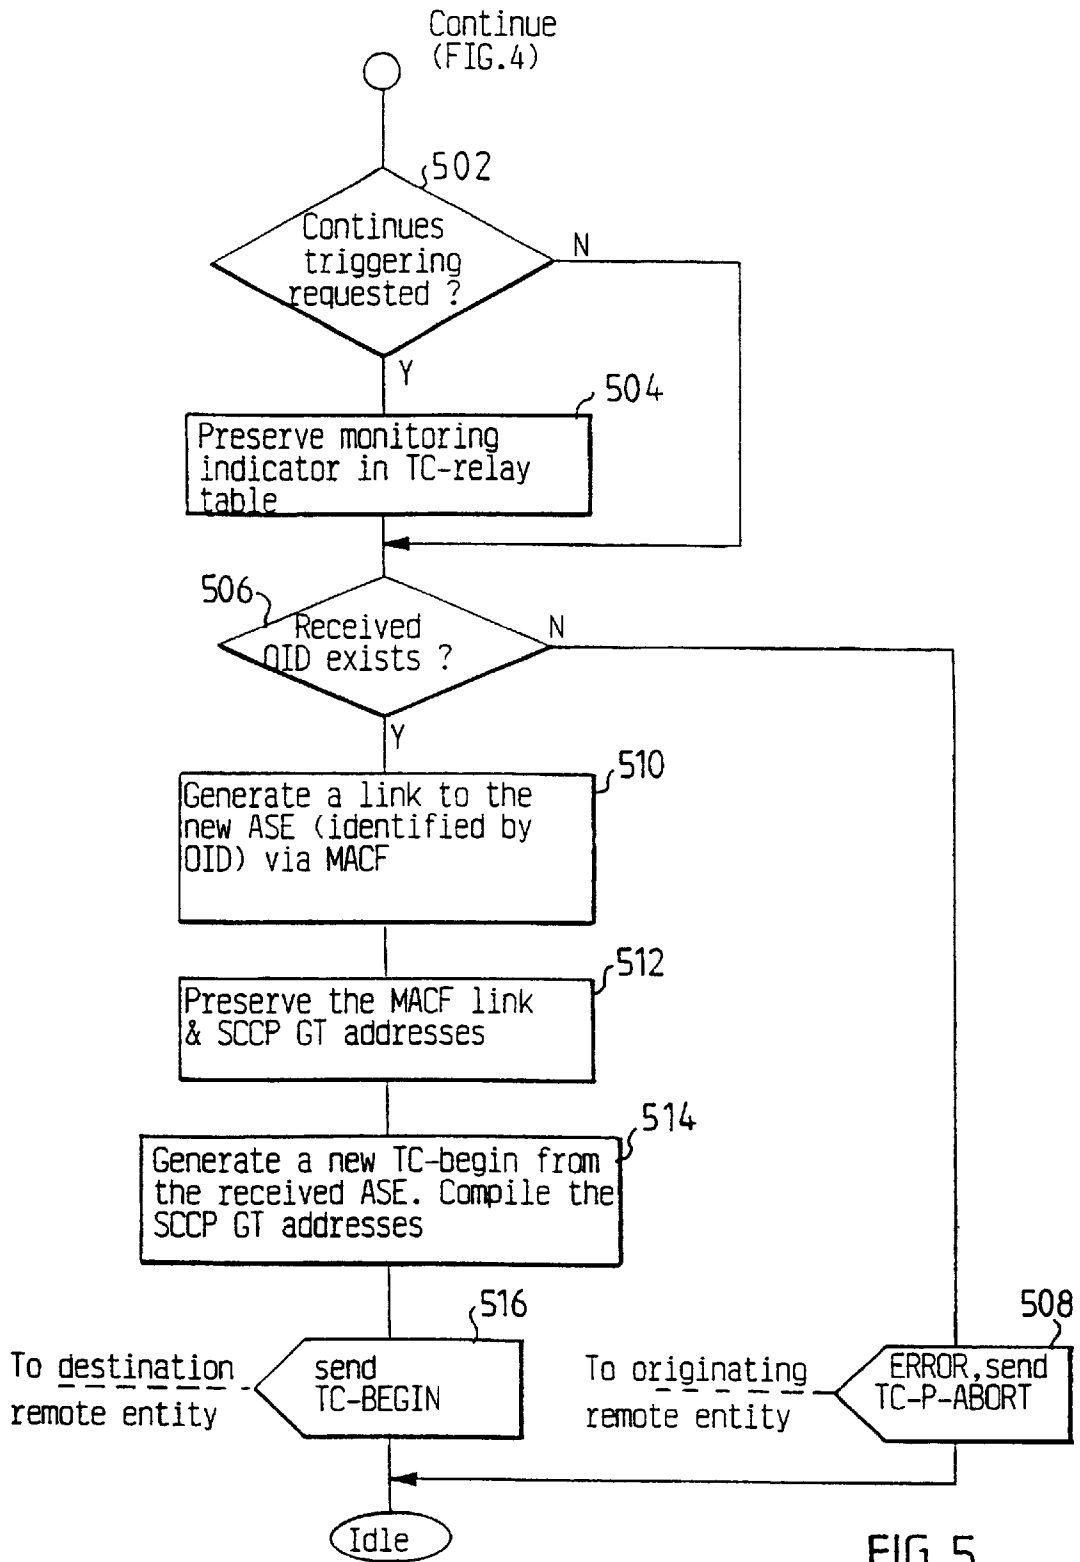 Continue
(FIG.4)
502
Continues
triggering
requested ?
N
Y
504
Preserve monitoring
indicator in TC-relay
table
506
Received
OID exists ?
N
Y
510
Generate a link to the
new ASE (identified by
OID) via MACF
512
Preserve the MACF link
& SCCP GT addresses
514
Generate a new TC-begin from
the received ASE. Compile the
SCCP GT addresses
516
508
To destination
remote entity
send
TC-BEGIN
To originating
remote entity
ERROR, send
TC-P-ABORT
Idle
FIG.5